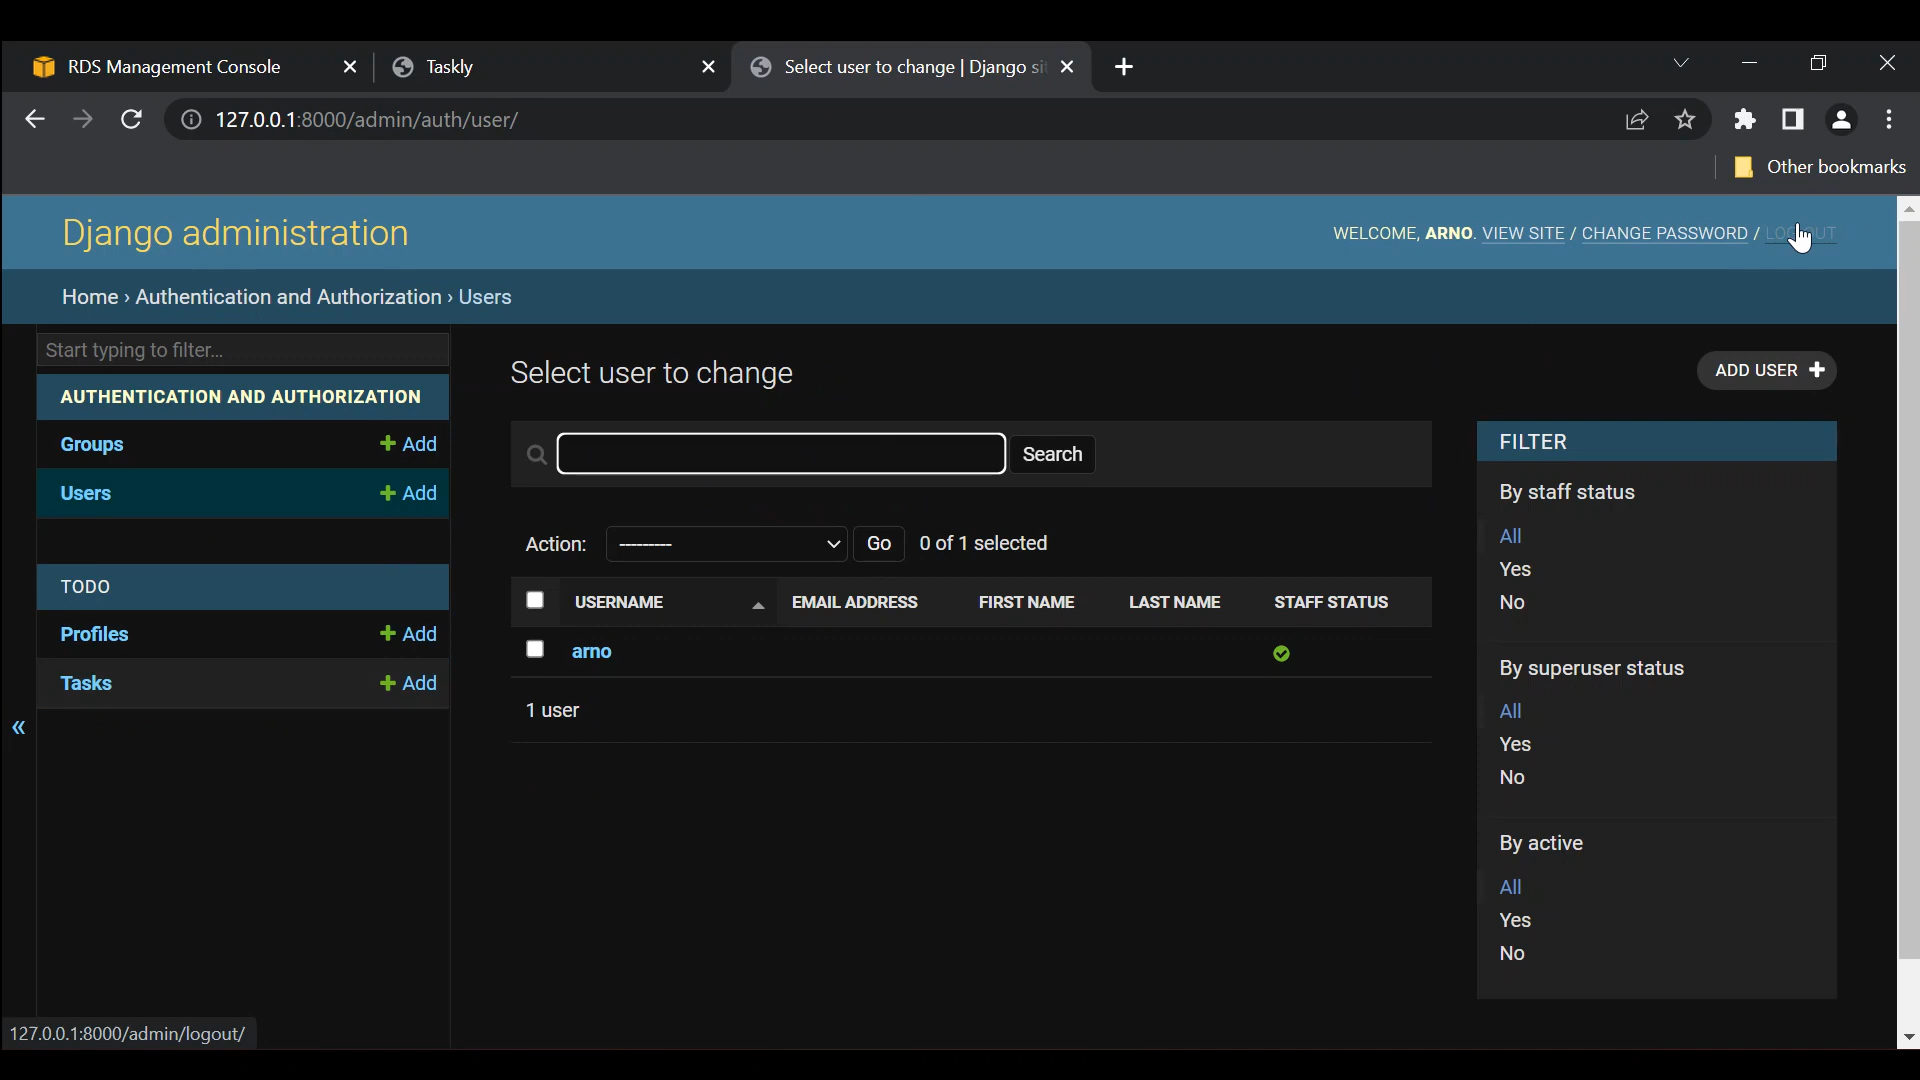 RDS Management Console
Taskly
Select user to change | Django si
127.0.0.1:8000/admin/auth/user/
Other bookmarks
Django administration
WELCOME, ARNO. VIEW SITE / CHANGE PASSWORD /
Home › Authentication and Authorization › Users
Start typing to filter...
AUTHENTICATION AND AUTHORIZATION
Groups + Add
Users + Add
TODO
Profiles + Add
Tasks + Add
«
Select user to change
ADD USER +
Search
Action: --------- Go 0 of 1 selected
USERNAME EMAIL ADDRESS FIRST NAME LAST NAME STAFF STATUS
arno
1 user
FILTER
By staff status
All
Yes
No
By superuser status
All
Yes
No
By active
All
Yes
No
127.0.0.1:8000/admin/logout/